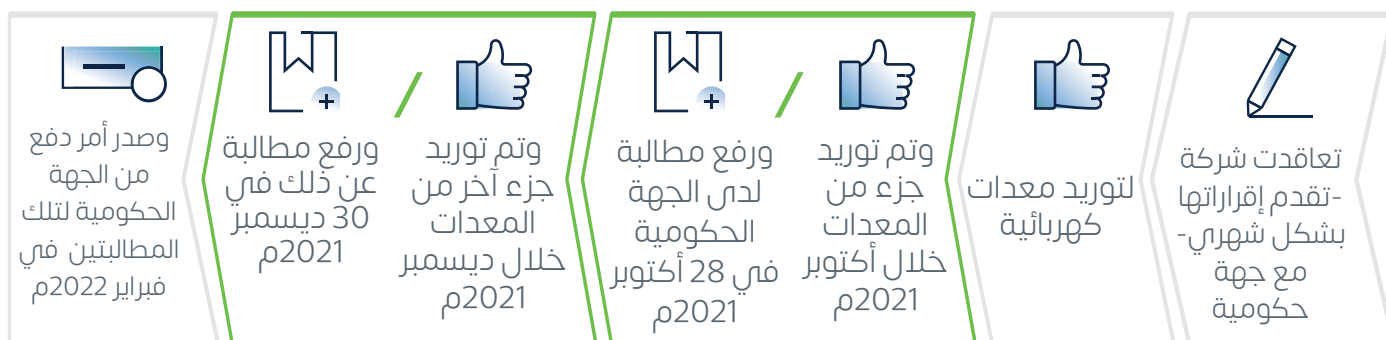 تعاقدت شركة
-تقدم إقراراتها
بشكل شهري-
مع جهة
حكومية
لتوريد معدات
كهربائية
وتم توريد
جزء من
المعدات
خلال أكتوبر
2021م
ورفع مطالبة
لدى الجهة
الحكومية
في 28 أكتوبر
2021م
وتم توريد
جزء آخر من
المعدات
خلال ديسمبر
2021م
ورفع مطالبة
عن ذلك في
30 ديسمبر
2021م
وصدر أمر دفع
من الجهة
الحكومية لتلك
المطالبتين في
فبراير 2022م